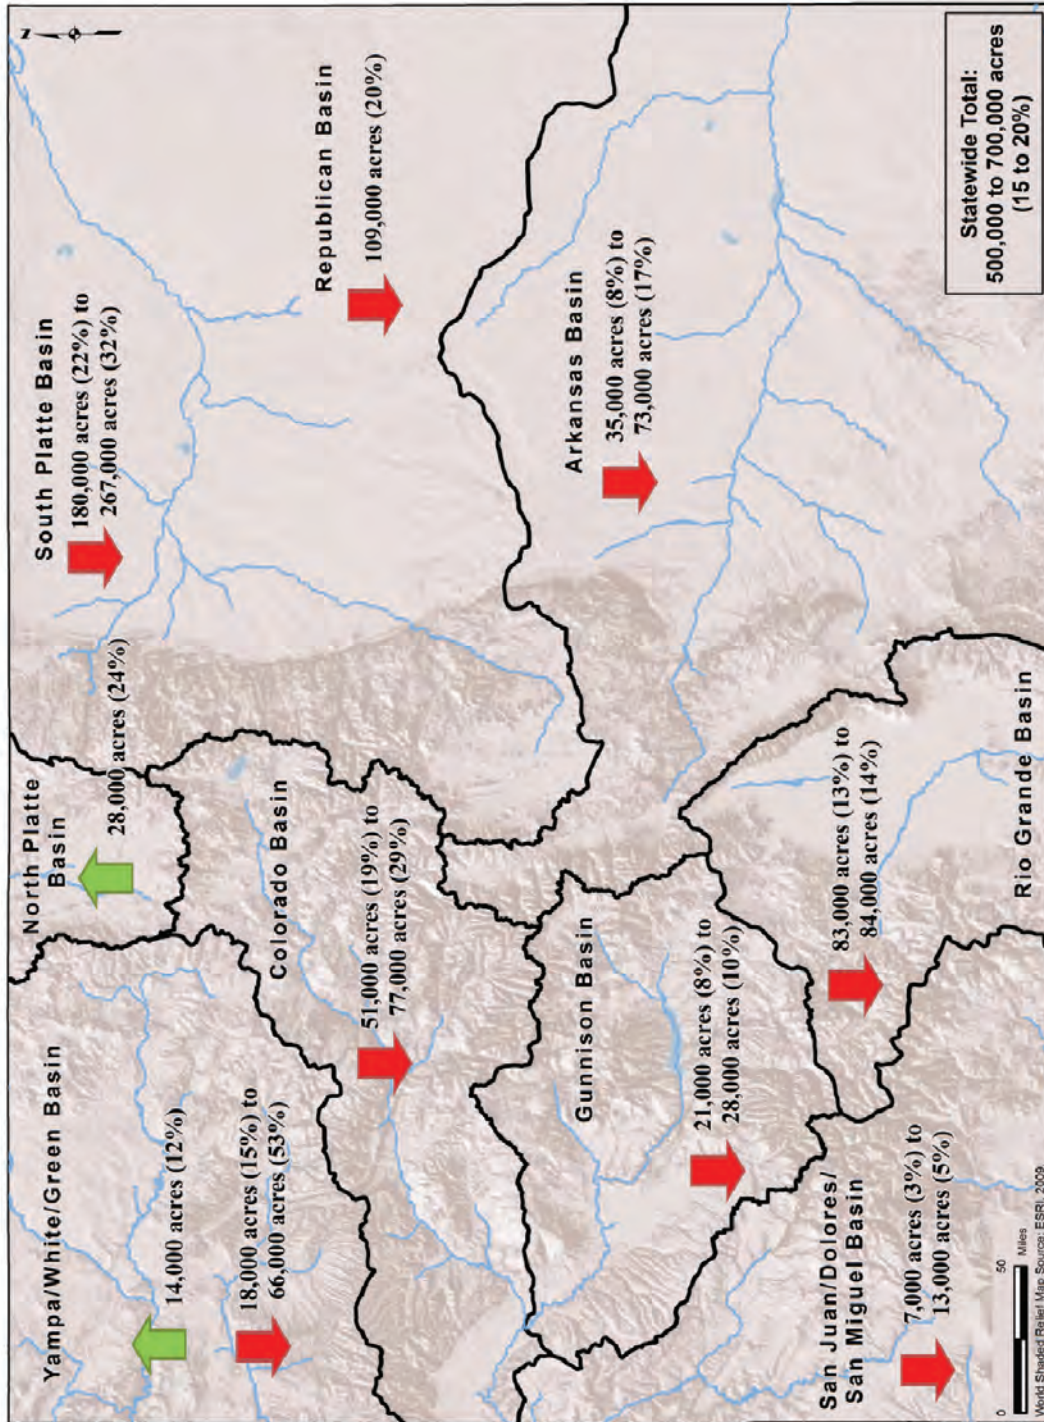 Yampa/White/Green Basin
14,000 acres (12%)
18,000 acres (15%) to
66,000 acres (53%)
North Platte
Basin
28,000 acres (24%)
South Platte Basin
180,000 acres (22%) to
267,000 acres (32%)
Republican Basin
109,000 acres (20%)
Colorado Basin
51,000 acres (19%) to
77,000 acres (29%)
Gunnison Basin
21,000 acres (8%) to
28,000 acres (10%)
Arkansas Basin
35,000 acres (8%) to
73,000 acres (17%)
San Juan/Dolores/
San Miguel Basin
7,000 acres (3%) to
13,000 acres (5%)
83,000 acres (13%) to
84,000 acres (14%)
Rio Grande Basin
Statewide Total:
500,000 to 700,000 acres
(15 to 20%)
N
0 50
Miles
World Shaded Relief Map Source: ESRI, 2009